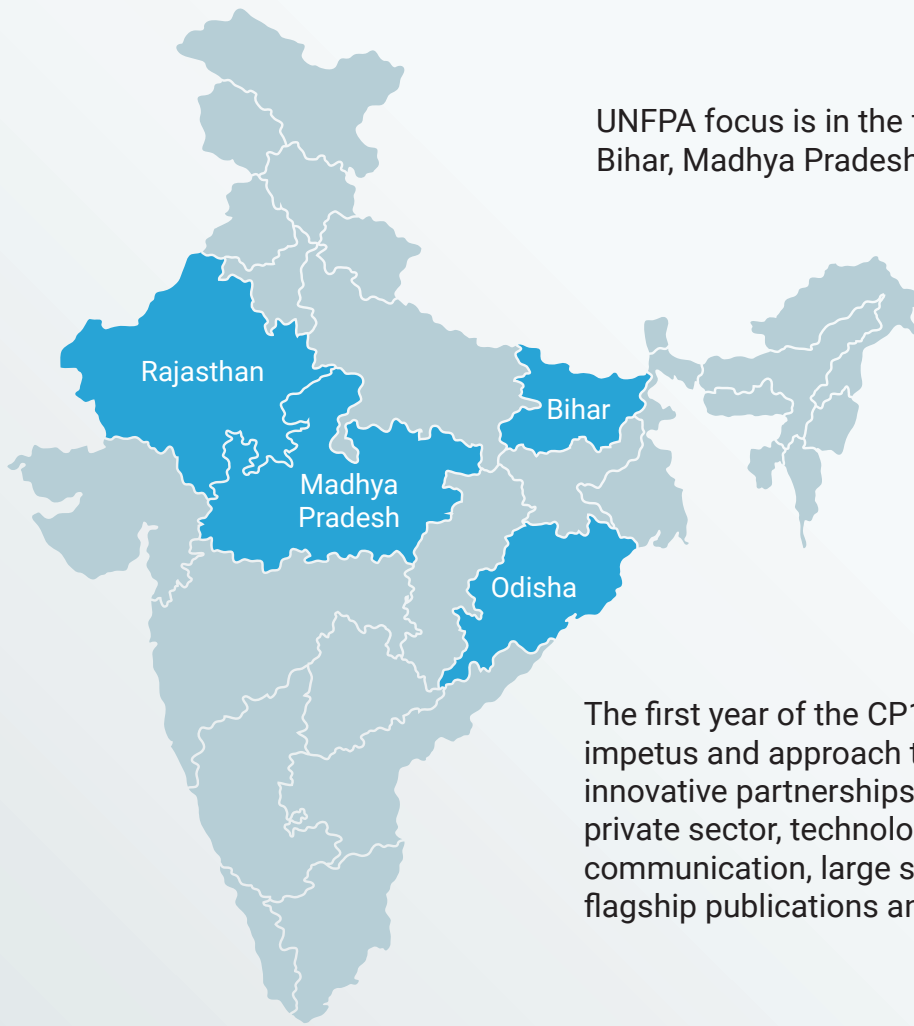 UNFPA focus is in the
Bihar, Madhya Pradesh
Rajasthan
Bihar
Madhya
Pradesh
Odisha
The first year of the
impetus and approach
innovative partnerships
private sector,
communication, large
flagship publications